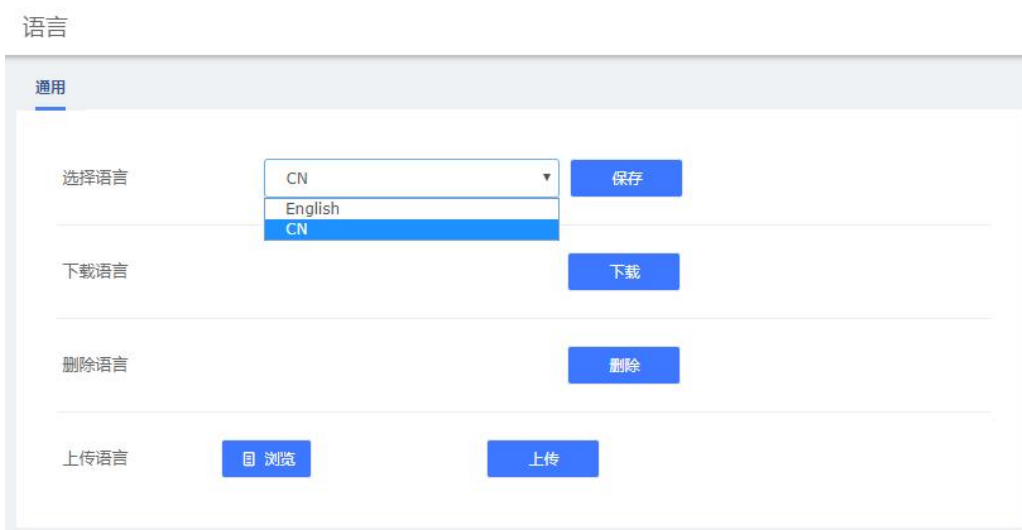 语言
通用
选择语言 CN 保存
English
CN
下载语言 下载
删除语言 删除
上传语言 浏览 上传